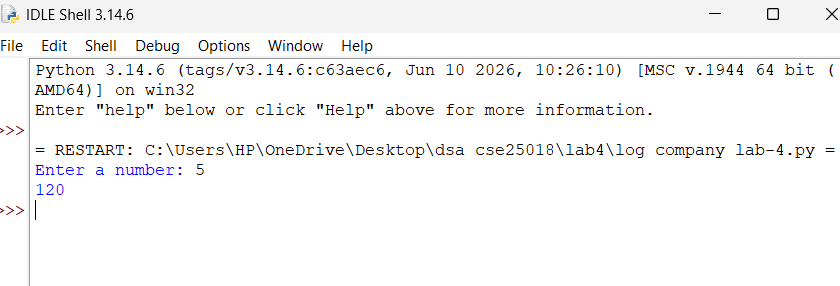 IDLE Shell 3.14.6
File Edit Shell Debug Options Window Help
Python 3.14.6 (tags/v3.14.6:c63aec6, Jun 10 2026, 10:26:10) [MSC v.1944 64 bit (
AMD64)] on win32
Enter "help" below or click "Help" above for more information.
>>>
= RESTART: C:\Users\HP\OneDrive\Desktop\dsa cse25018\lab4\log company lab-4.py =
Enter a number: 5
120
>>>